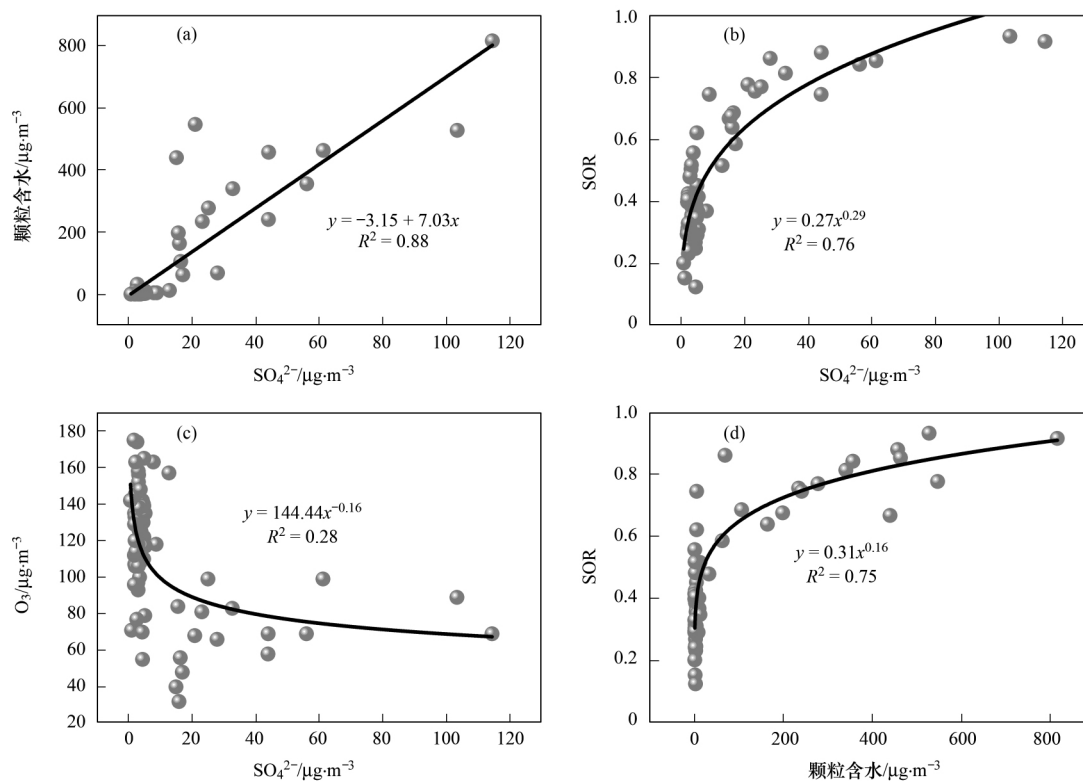 (a)
800
600
400
200
0
颗粒含水/μg·m⁻³
y = −3.15 + 7.03x
R² = 0.88
0 20 40 60 80 100 120
SO₄²⁻/μg·m⁻³
(b)
1.0
0.8
0.6
0.4
0.2
0
SOR
y = 0.27x^0.29
R² = 0.76
0 20 40 60 80 100 120
SO₄²⁻/μg·m⁻³
(c)
180
160
140
120
100
80
60
40
20
O₃/μg·m⁻³
y = 144.44x^−0.16
R² = 0.28
0 20 40 60 80 100 120
SO₄²⁻/μg·m⁻³
(d)
1.0
0.8
0.6
0.4
0.2
0
SOR
y = 0.31x^0.16
R² = 0.75
0 200 400 600 800
颗粒含水/μg·m⁻³